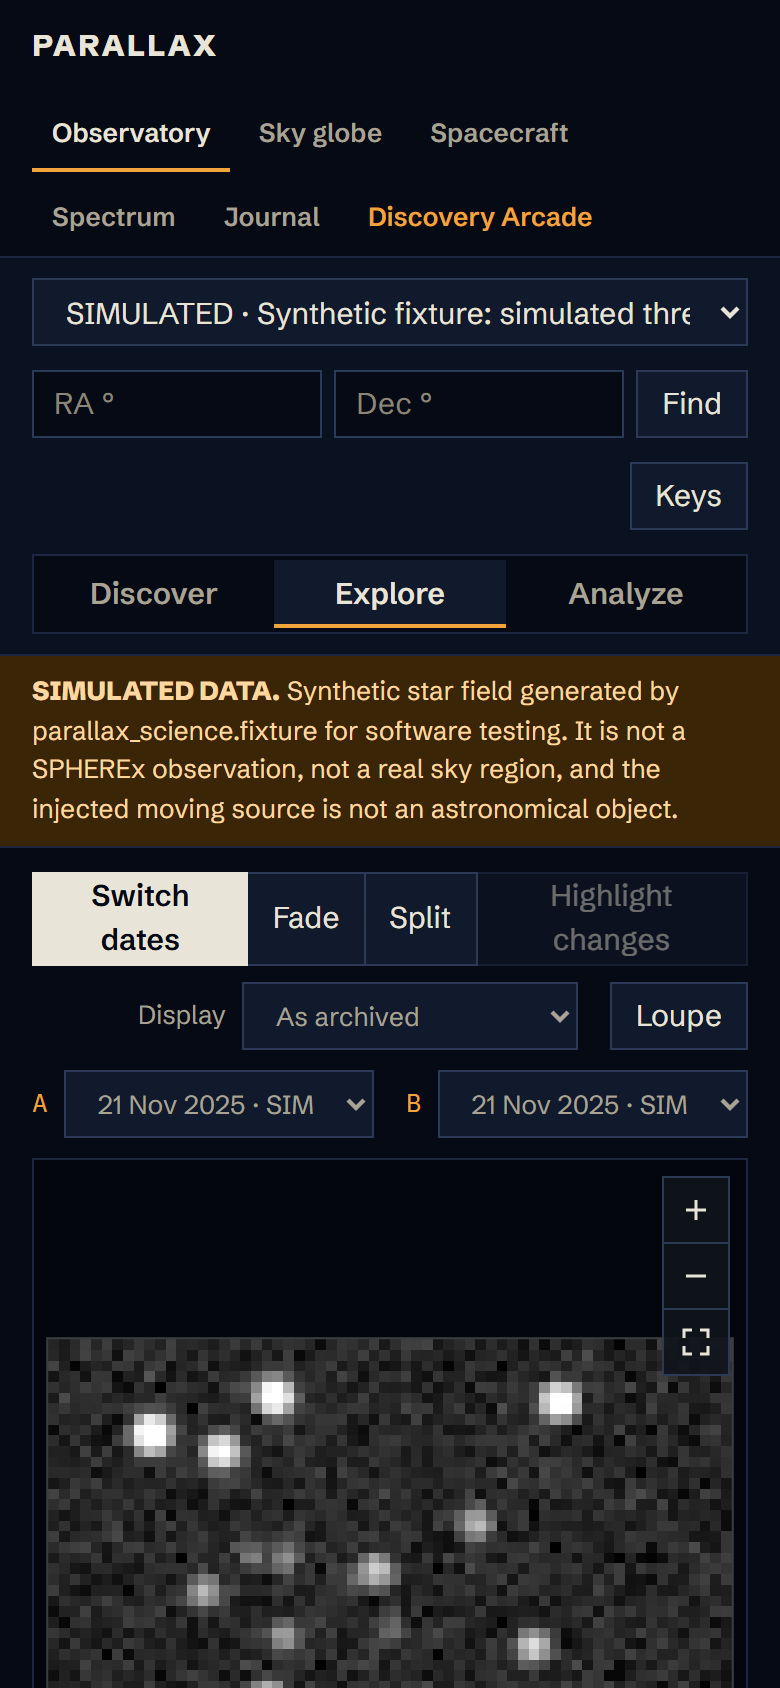 PARALLAX
Observatory Sky globe Spacecraft
Spectrum Journal Discovery Arcade
SIMULATED · Synthetic fixture: simulated thre
RA ° Dec ° Find
Keys
Discover Explore Analyze
SIMULATED DATA. Synthetic star field generated by
parallax_science.fixture for software testing. It is not a
SPHEREx observation, not a real sky region, and the
injected moving source is not an astronomical object.
Switch
dates
Fade Split
Highlight
changes
Display As archived Loupe
A 21 Nov 2025 · SIM B 21 Nov 2025 · SIM
+
−